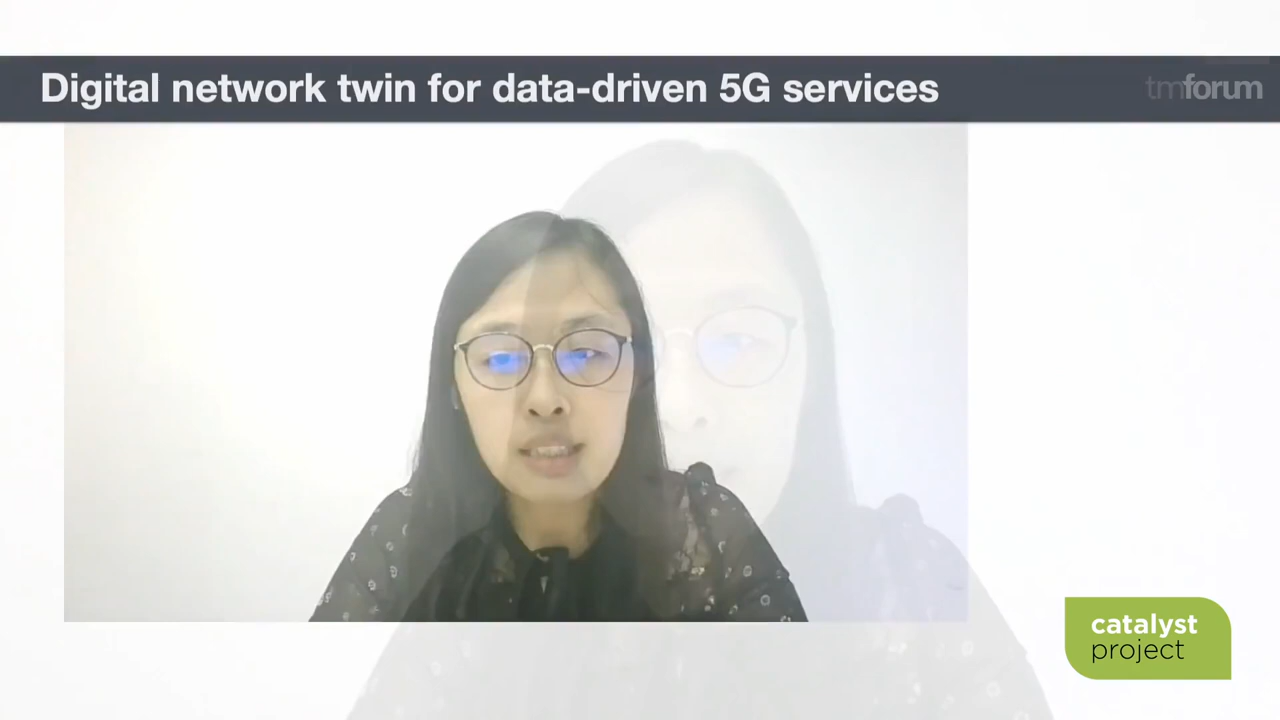 Digital network twin for data-driven 5G services
tmforum
catalyst
project